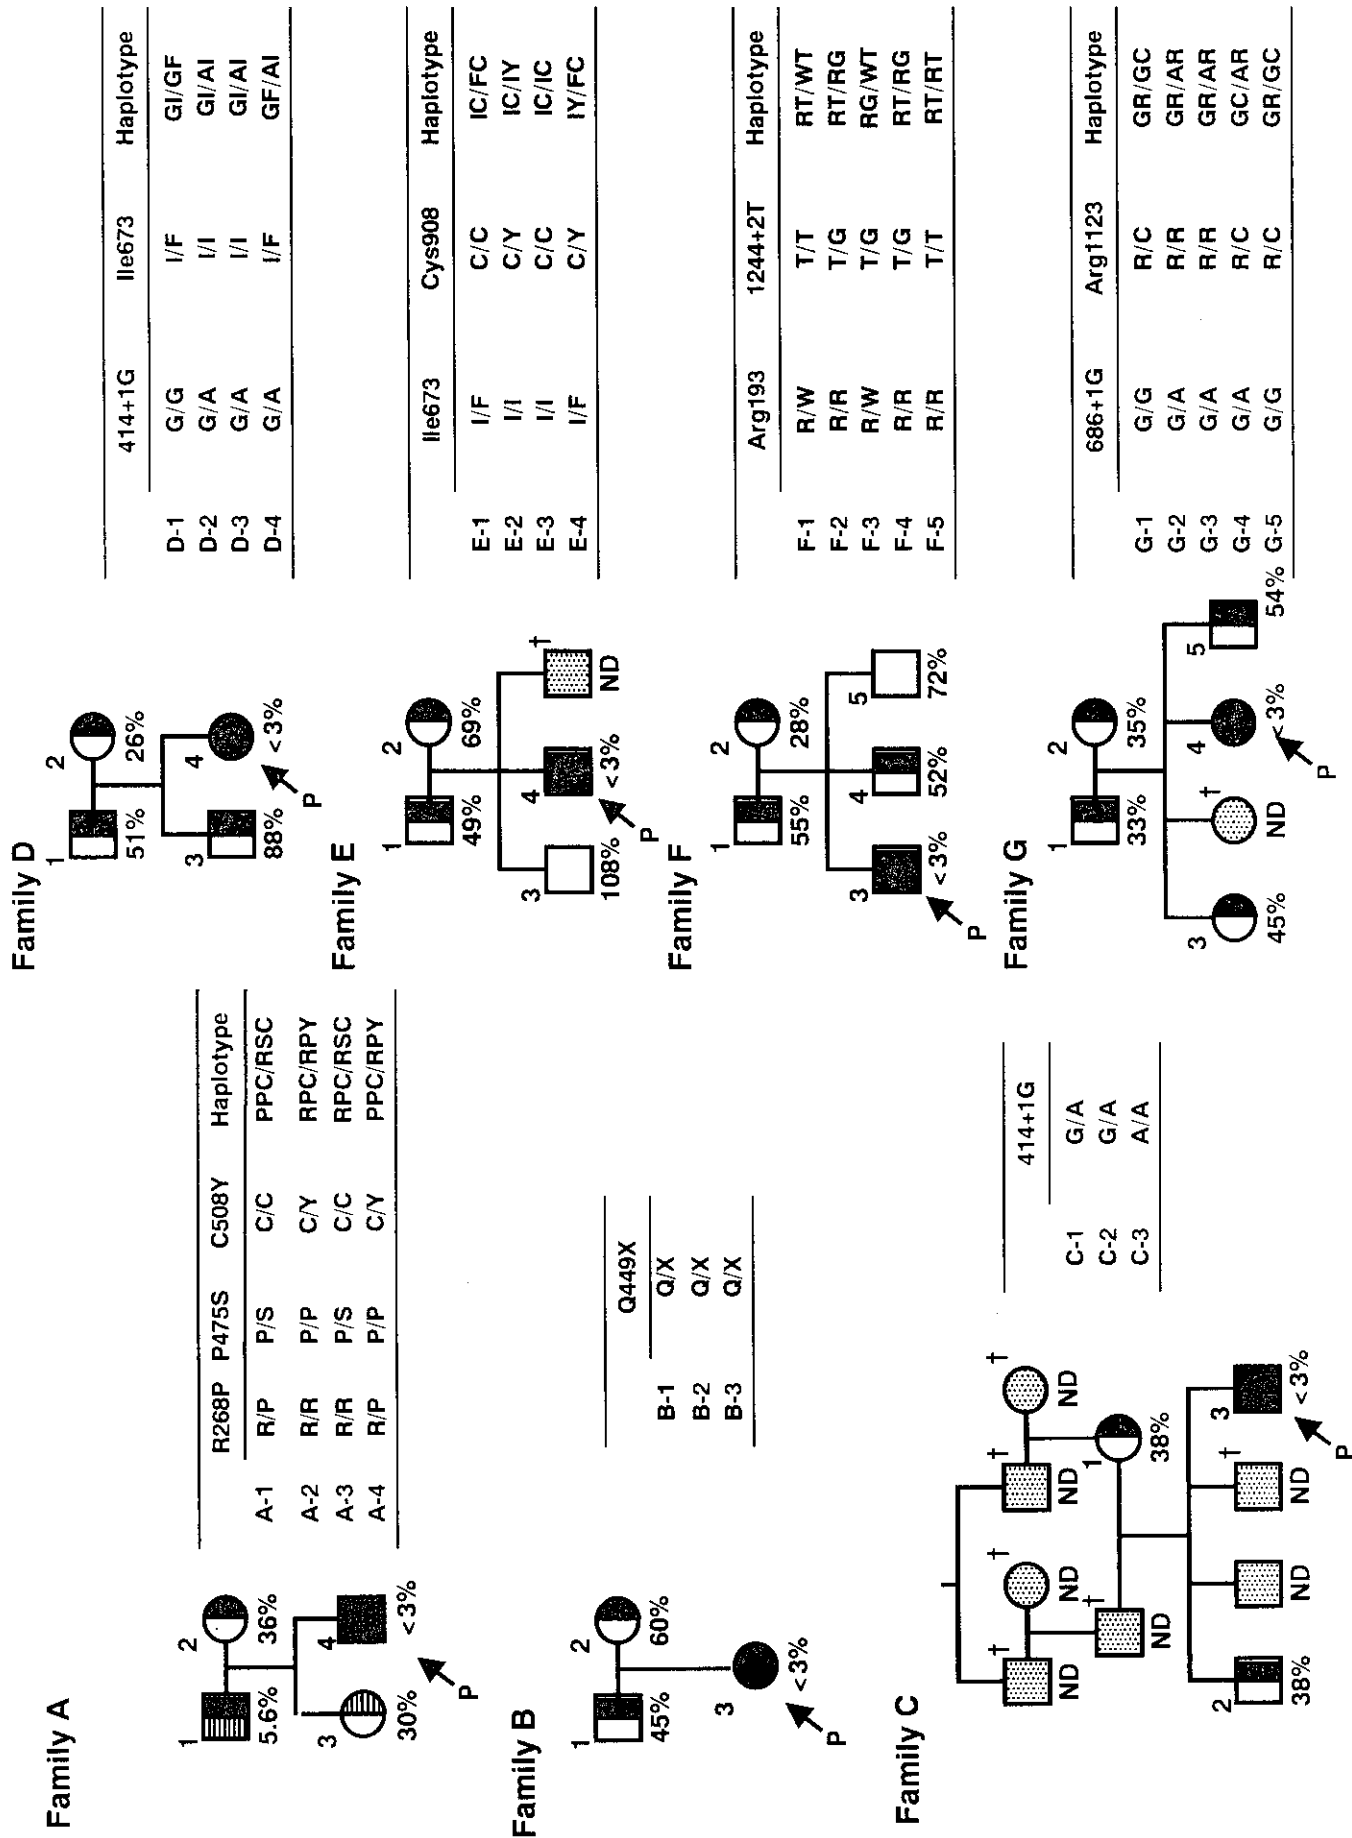 Family A
1
2
5.6%
36%
3
4
30%
<3%
P
R268P P475S C508Y Haplotype
A-1 R/P P/S C/C PPC/RSC
A-2 R/R P/P C/Y RPC/RPY
A-3 R/R P/S C/C RPC/RSC
A-4 R/P P/P C/Y PPC/RPY
Family B
1
2
45%
60%
3
<3%
P
Q449X
B-1 Q/X
B-2 Q/X
B-3 Q/X
Family C
† † † †
ND ND ND ND
†
ND
1
38%
2
†
3
38%
ND
ND
<3%
P
414+1G
C-1 G/A
C-2 G/A
C-3 A/A
Family D
1
2
51%
26%
3
4
88%
<3%
P
414+1G Ile673 Haplotype
D-1 G/G I/F GI/GF
D-2 G/A I/I GI/AI
D-3 G/A I/I GI/AI
D-4 G/A I/F GF/AI
Family E
1
2
49%
69%
3
4
†
108%
<3%
ND
P
Ile673 Cys908 Haplotype
E-1 I/F C/C IC/FC
E-2 I/I C/Y IC/IY
E-3 I/I C/C IC/IC
E-4 I/F C/Y IY/FC
Family F
1
2
55%
28%
3
4
5
<3%
52%
72%
P
Arg193 1244+2T Haplotype
F-1 R/W T/T RT/WT
F-2 R/R T/G RT/RG
F-3 R/W T/G RG/WT
F-4 R/R T/G RT/RG
F-5 R/R T/T RT/RT
Family G
1
2
33%
35%
3
†
4
5
45%
ND
<3%
54%
P
686+1G Arg1123 Haplotype
G-1 G/G R/C GR/GC
G-2 G/A R/R GR/AR
G-3 G/A R/R GR/AR
G-4 G/A R/C GC/AR
G-5 G/G R/C GR/GC